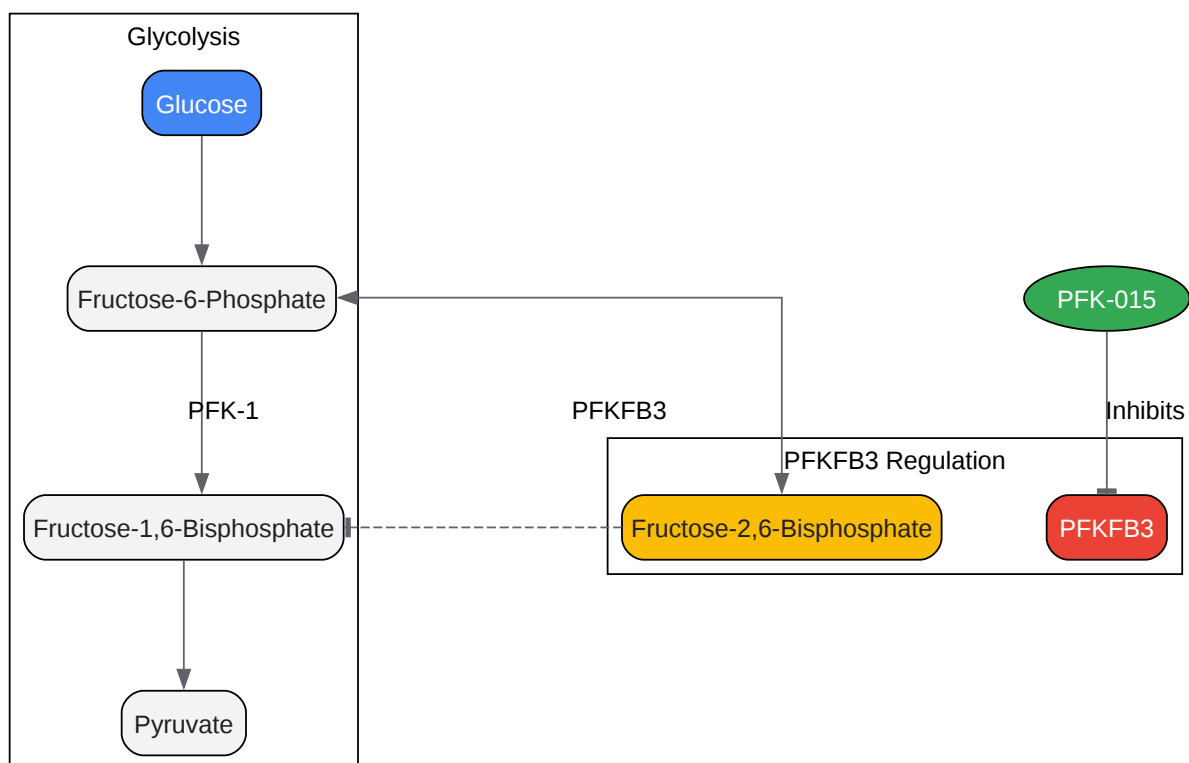 Glycolysis
Glucose
Fructose-6-Phosphate
PFK-015
PFK-1
PFKFB3
Inhibits
PFKFB3 Regulation
Fructose-1,6-Bisphosphate
Fructose-2,6-Bisphosphate
PFKFB3
Pyruvate